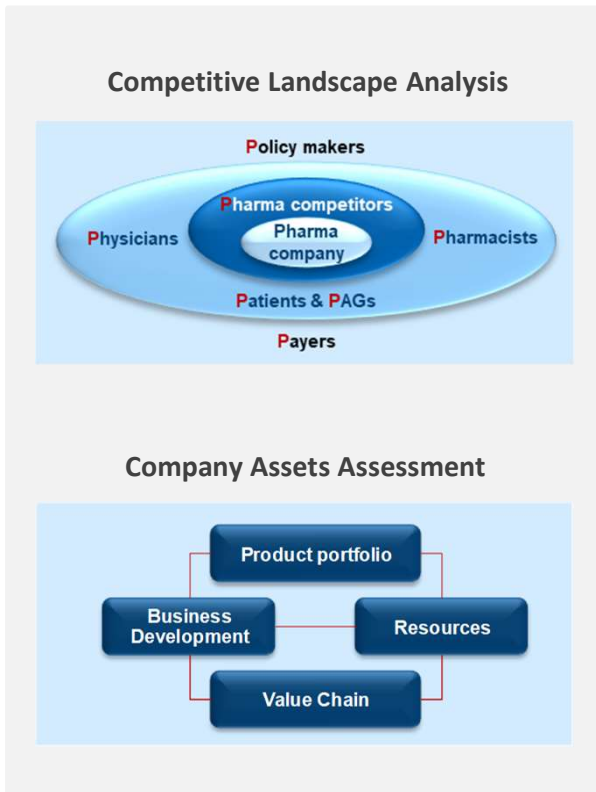 Competitive Landscape Analysis
Policy makers
Pharma competitors
Physicians
Pharma
company
Pharmacists
Patients & PAGs
Payers
Company Assets Assessment
Product portfolio
Business
Development
Resources
Value Chain